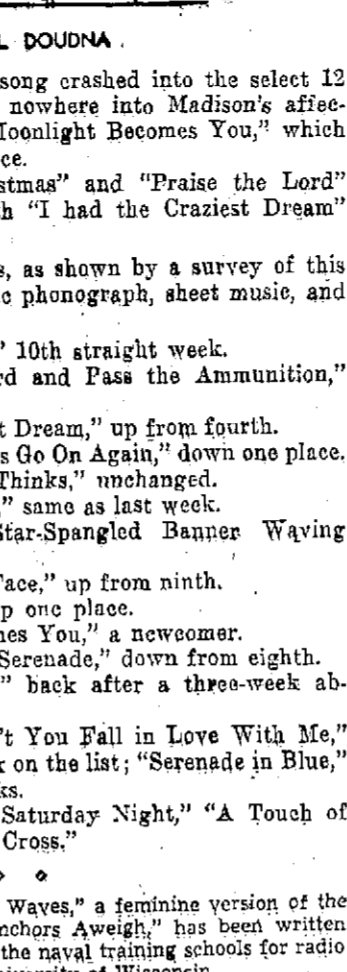 L DOUDNA
song crashed into the select 12
nowhere into Madison's affec-
Moonlight Becomes You," which
ce.
stmas" and "Praise the Lord"
h "I had the Craziest Dream"
s, as shown by a survey of this
c phonograph, sheet music, and
" 10th straight week.
rd and Pass the Ammunition,"
t Dream," up from fourth.
s Go On Again," down one place.
Thinks," unchanged.
," same as last week.
Star-Spangled Banner Waving
Face," up from ninth.
p one place.
nes You," a newcomer.
Serenade," down from eighth.
" back after a three-week ab-
't You Fall in Love With Me,"
k on the list; "Serenade in Blue,"
ks.
Saturday Night," "A Touch of
Cross."
Waves," a feminine version of the
nchors Aweigh," has been written
the naval training schools for radio
University of Wisconsin